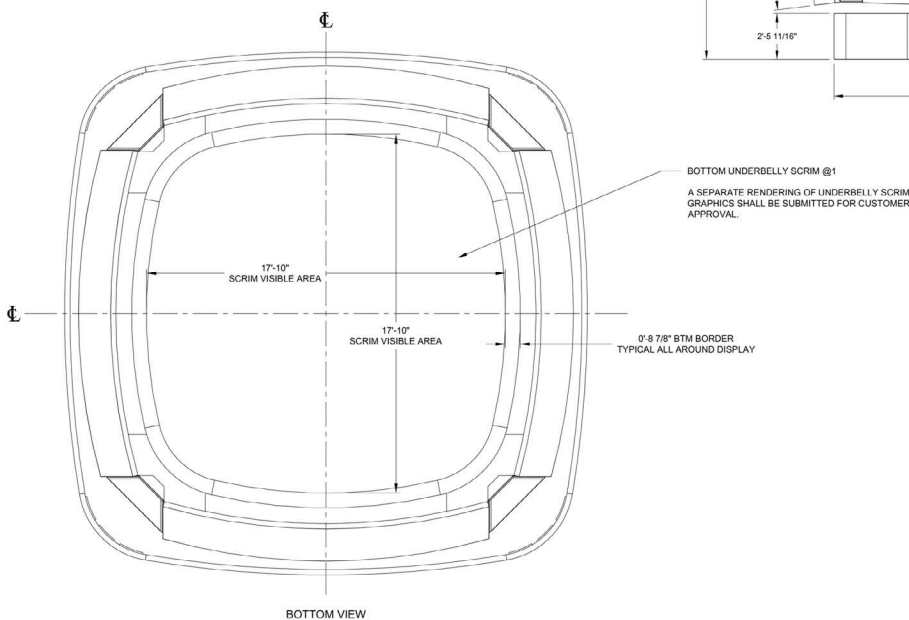 ℄
2'-5 11/16"
BOTTOM UNDERBELLY SCRIM @1
A SEPARATE RENDERING OF UNDERBELLY SCRIM
GRAPHICS SHALL BE SUBMITTED FOR CUSTOMER
APPROVAL.
17'-10"
SCRIM VISIBLE AREA
℄
17'-10"
SCRIM VISIBLE AREA
0'-8 7/8" BTM BORDER
TYPICAL ALL AROUND DISPLAY
BOTTOM VIEW